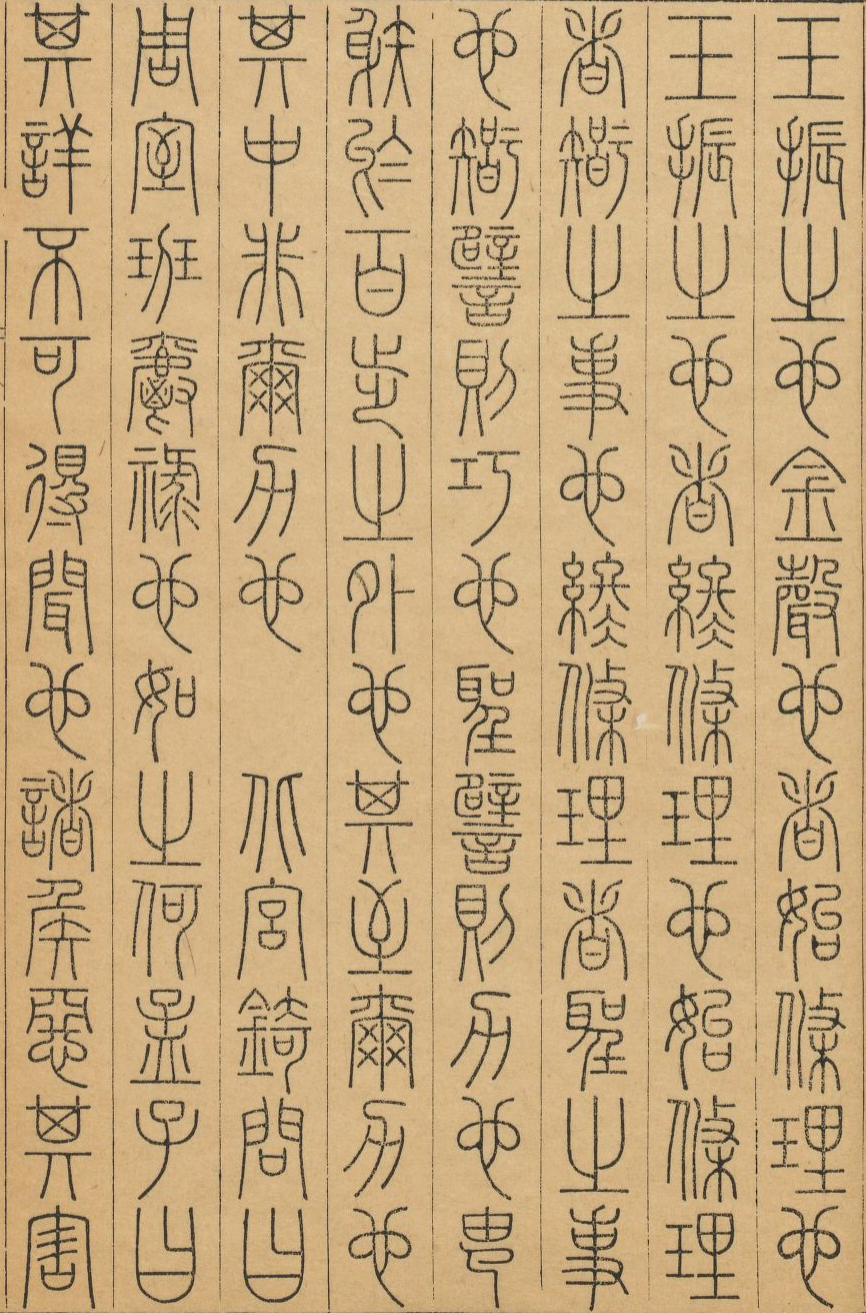 玉振之也金聲也者始條理也
玉振之也者終條理也始條理
者智之事也終條理者聖之事
也智譬則巧也聖譬則力也由
射於百步之外也其至爾力也
其中非爾力也　北宮錡問曰
周室班爵祿也如之何孟子曰
其詳不可得聞也諸侯惡其害